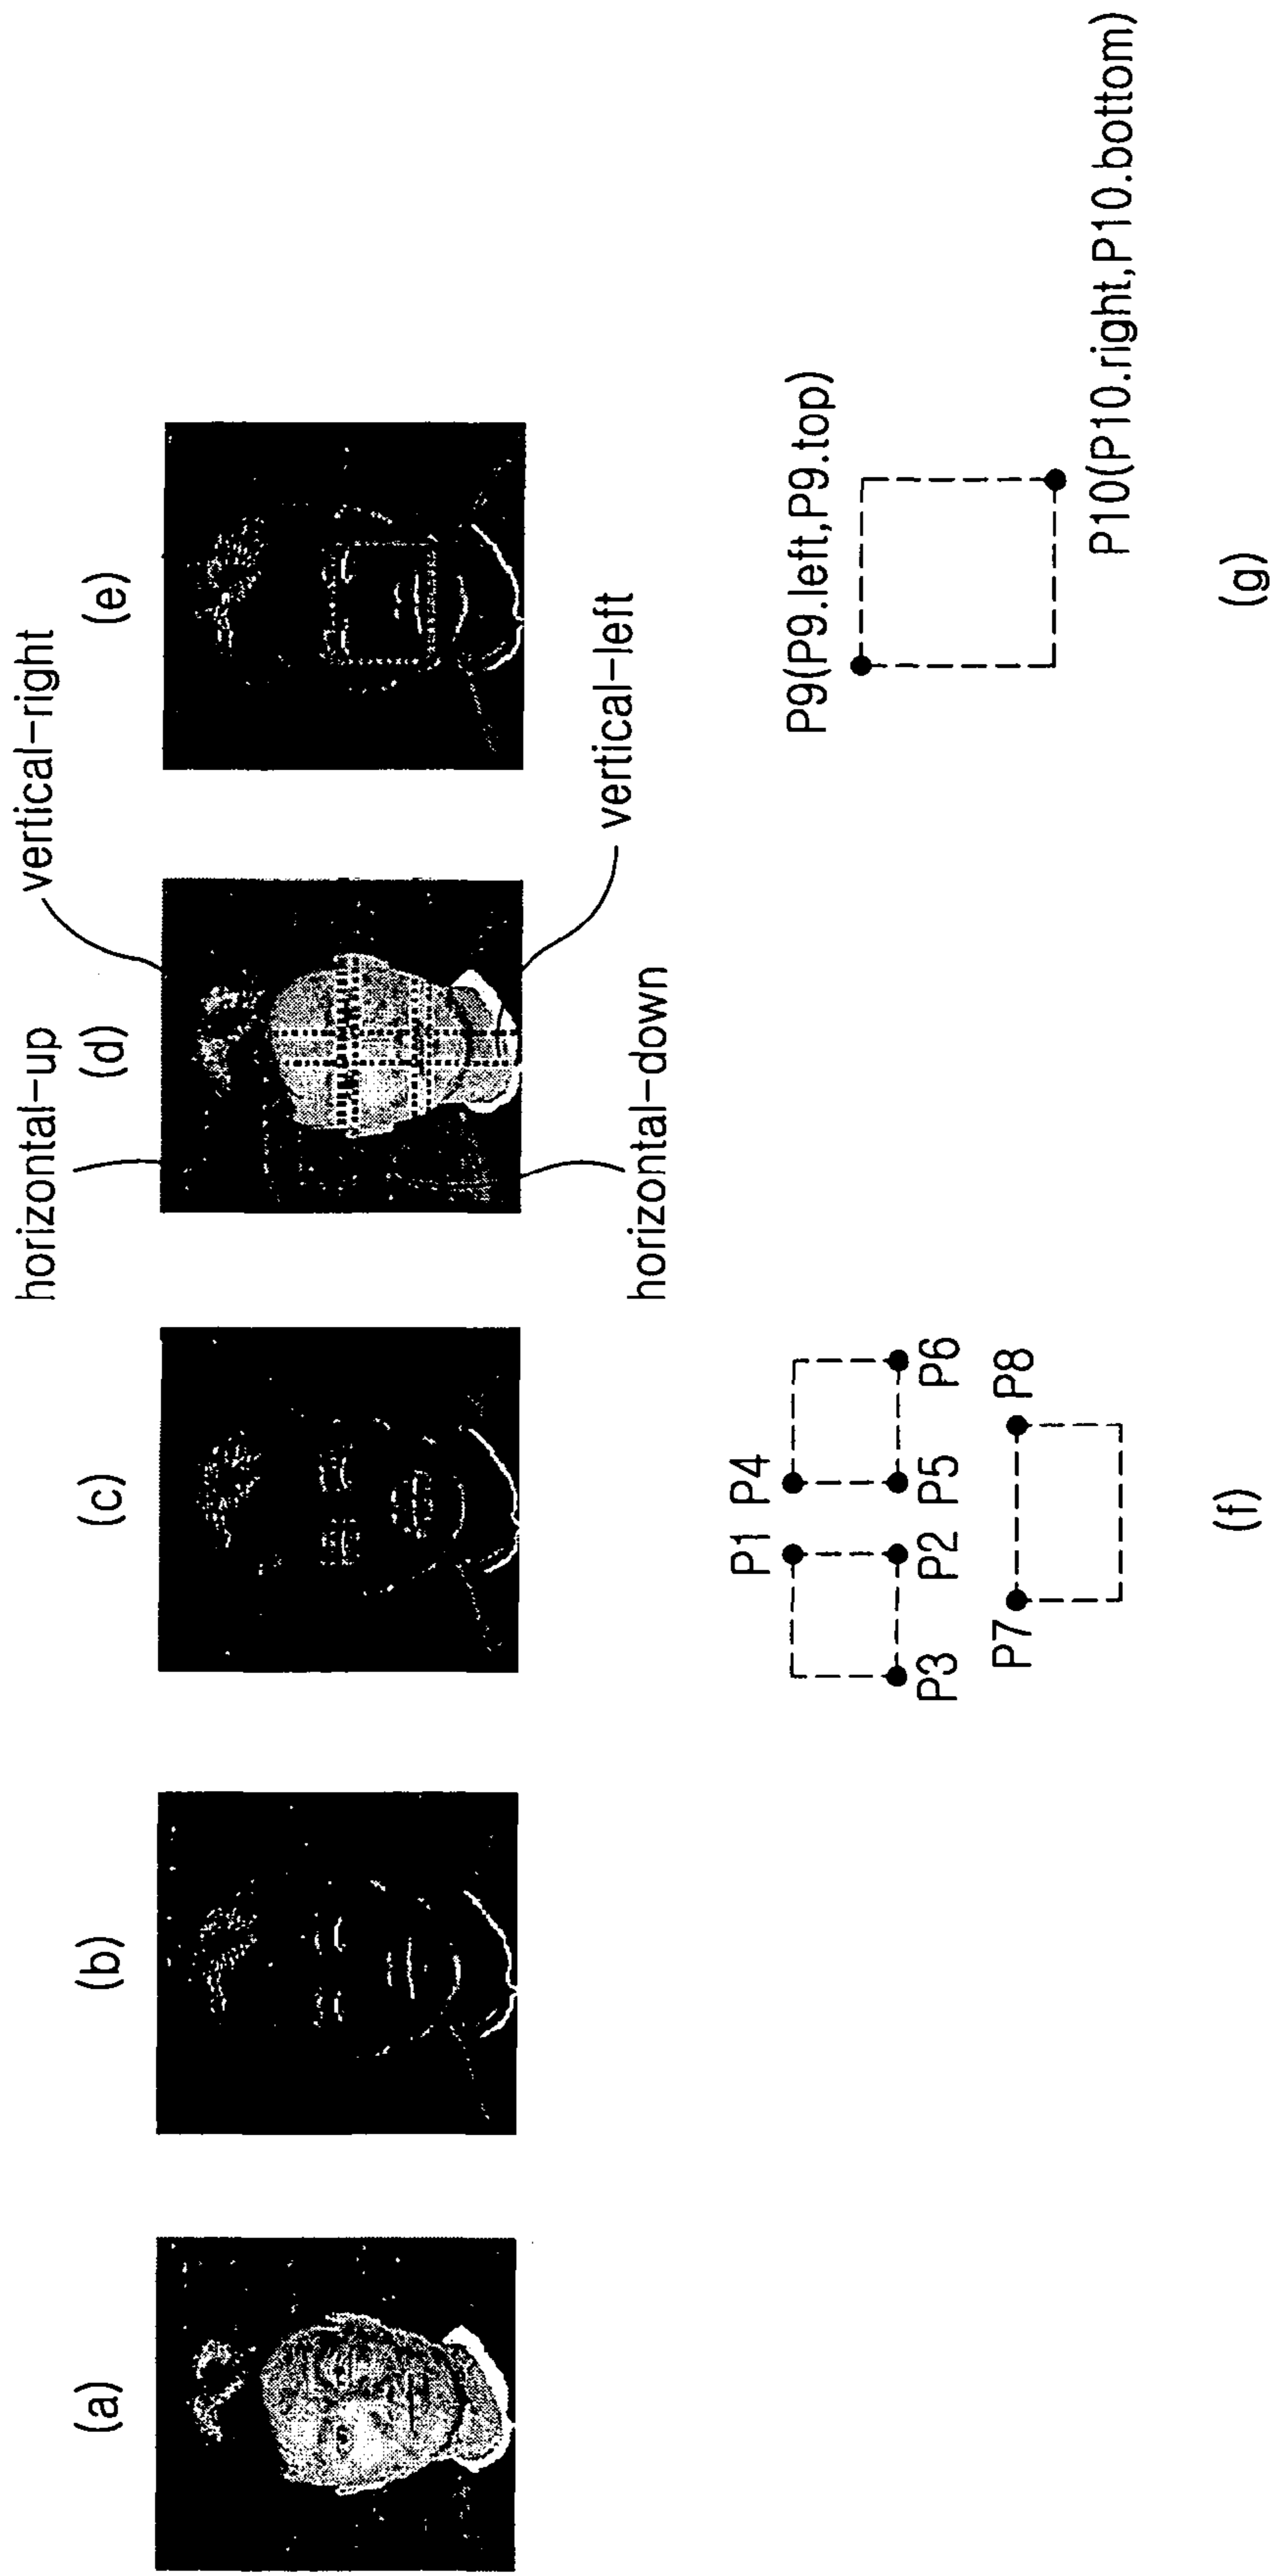 (a)
(b)
(c)
(d)
(e)
horizontal-up
vertical-right
horizontal-down
vertical-left
P1 P4
P3 P2 P5 P6
P7 P8
(f)
P9(P9.left,P9.top)
P10(P10.right,P10.bottom)
(g)